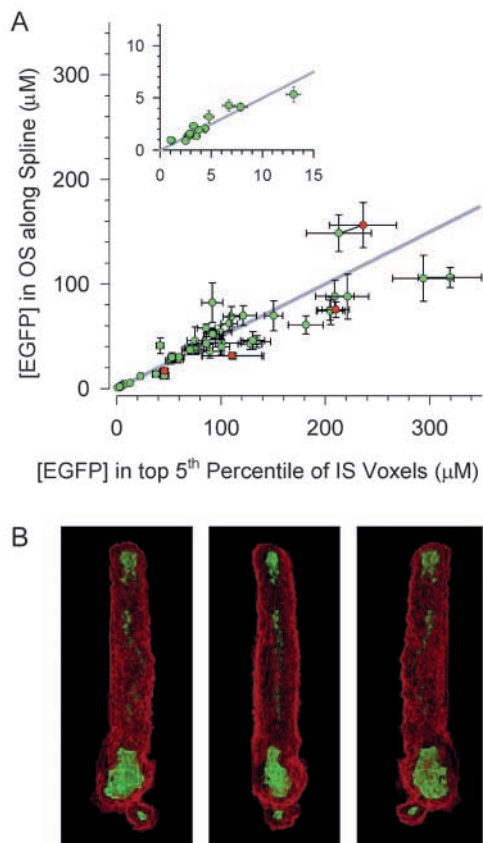 A
[EGFP] in OS along Spline (μM)
300
200
100
0
10
5
0
0 5 10 15
0 100 200 300
[EGFP] in top 5th Percentile of IS Voxels (μM)
B